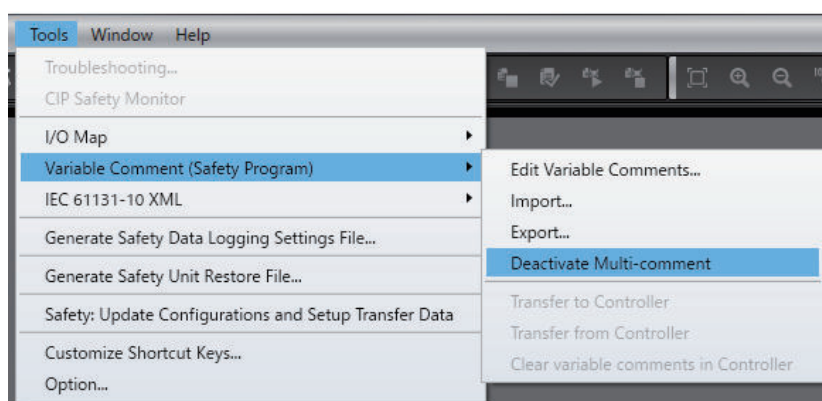 Tools Window Help
Troubleshooting...
CIP Safety Monitor
I/O Map
Variable Comment (Safety Program)
IEC 61131-10 XML
Generate Safety Data Logging Settings File...
Generate Safety Unit Restore File...
Safety: Update Configurations and Setup Transfer Data
Customize Shortcut Keys...
Option...
Edit Variable Comments...
Import...
Export...
Deactivate Multi-comment
Transfer to Controller
Transfer from Controller
Clear variable comments in Controller